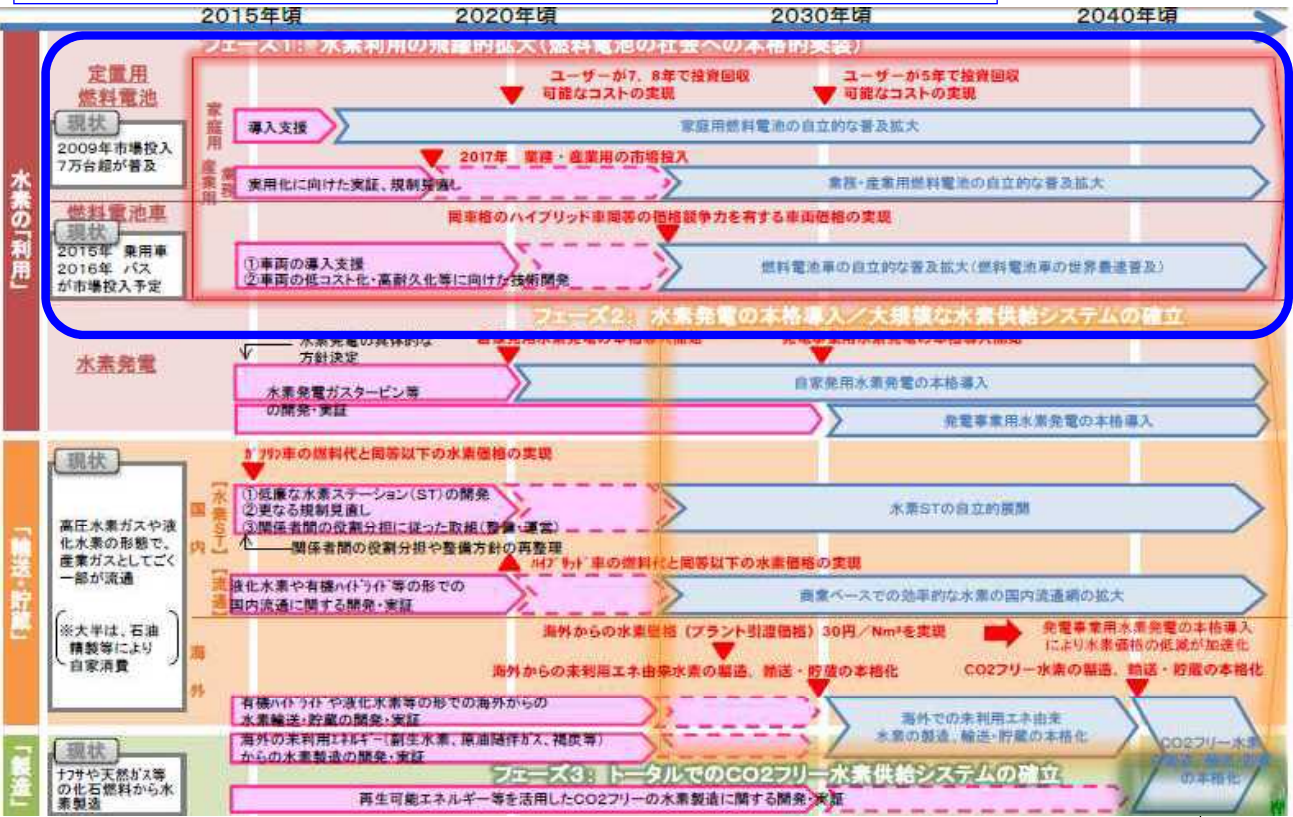 2015年頃
2020年頃
2030年頃
2040年頃
水素の「利用」
フェーズ1: 水素利用の飛躍的拡大(燃料電池の社会への本格的実装)
定置用
燃料電池
現状
2009年市場投入
7万台超が普及
家庭用
ユーザーが7、8年で投資回収
可能なコストの実現
ユーザーが5年で投資回収
可能なコストの実現
導入支援
家庭用燃料電池の自立的な普及拡大
業務
産業用
2017年 業務・産業用の市場投入
実用化に向けた実証、規制見直し
業務・産業用燃料電池の自立的な普及拡大
燃料電池車
現状
2015年 乗用車
2016年 バス
が市場投入予定
同車格のハイブリッド車同等の価格競争力を有する車両価格の実現
①車両の導入支援
②車両の低コスト化・高耐久化等に向けた技術開発
燃料電池車の自立的な普及拡大(燃料電池車の世界最速普及)
フェーズ2: 水素発電の本格導入/大規模な水素供給システムの確立
水素発電
水素発電の具体的な
方針決定
水素発電ガスタービン等
の開発・実証
自家発用水素発電の本格導入
発電事業用水素発電の本格導入
「輸送・貯蔵」
現状
高圧水素ガスや液
化水素の形態で、
産業ガスとしてごく
一部が流通
※大半は、石油
精製等により
自家消費
国内
【水素ST】
ガソリン車の燃料代と同等以下の水素価格の実現
①低廉な水素ステーション(ST)の開発
②更なる規制見直し
③関係者間の役割分担に従った取組(整備・運営)
水素STの自立的展開
関係者間の役割分担や整備方針の再整理
【流通】
ハイブリッド車の燃料代と同等以下の水素価格の実現
液化水素や有機ハイドライド等の形での
国内流通に関する開発・実証
商業ベースでの効率的な水素の国内流通網の拡大
海外
海外からの水素価格(プラント引渡価格)30円/Nm³を実現
発電事業用水素発電の本格導入
により水素価格の低減が加速化
海外からの未利用エネ由来水素の製造、輸送・貯蔵の本格化
CO2フリー水素の製造、輸送・貯蔵の本格化
有機ハイドライドや液化水素等の形での海外からの
水素輸送・貯蔵の開発・実証
海外での未利用エネ由来
水素の製造、輸送・貯蔵の本格化
海外の未利用エネルギー(副生水素、原油随伴ガス、褐炭等)
からの水素製造の開発・実証
CO2フリー水素
の本格化
「製造」
現状
ナフサや天然ガス等
の化石燃料から水
素製造
フェーズ3: トータルでのCO2フリー水素供給システムの確立
再生可能エネルギー等を活用したCO2フリーの水素製造に関する開発・実証